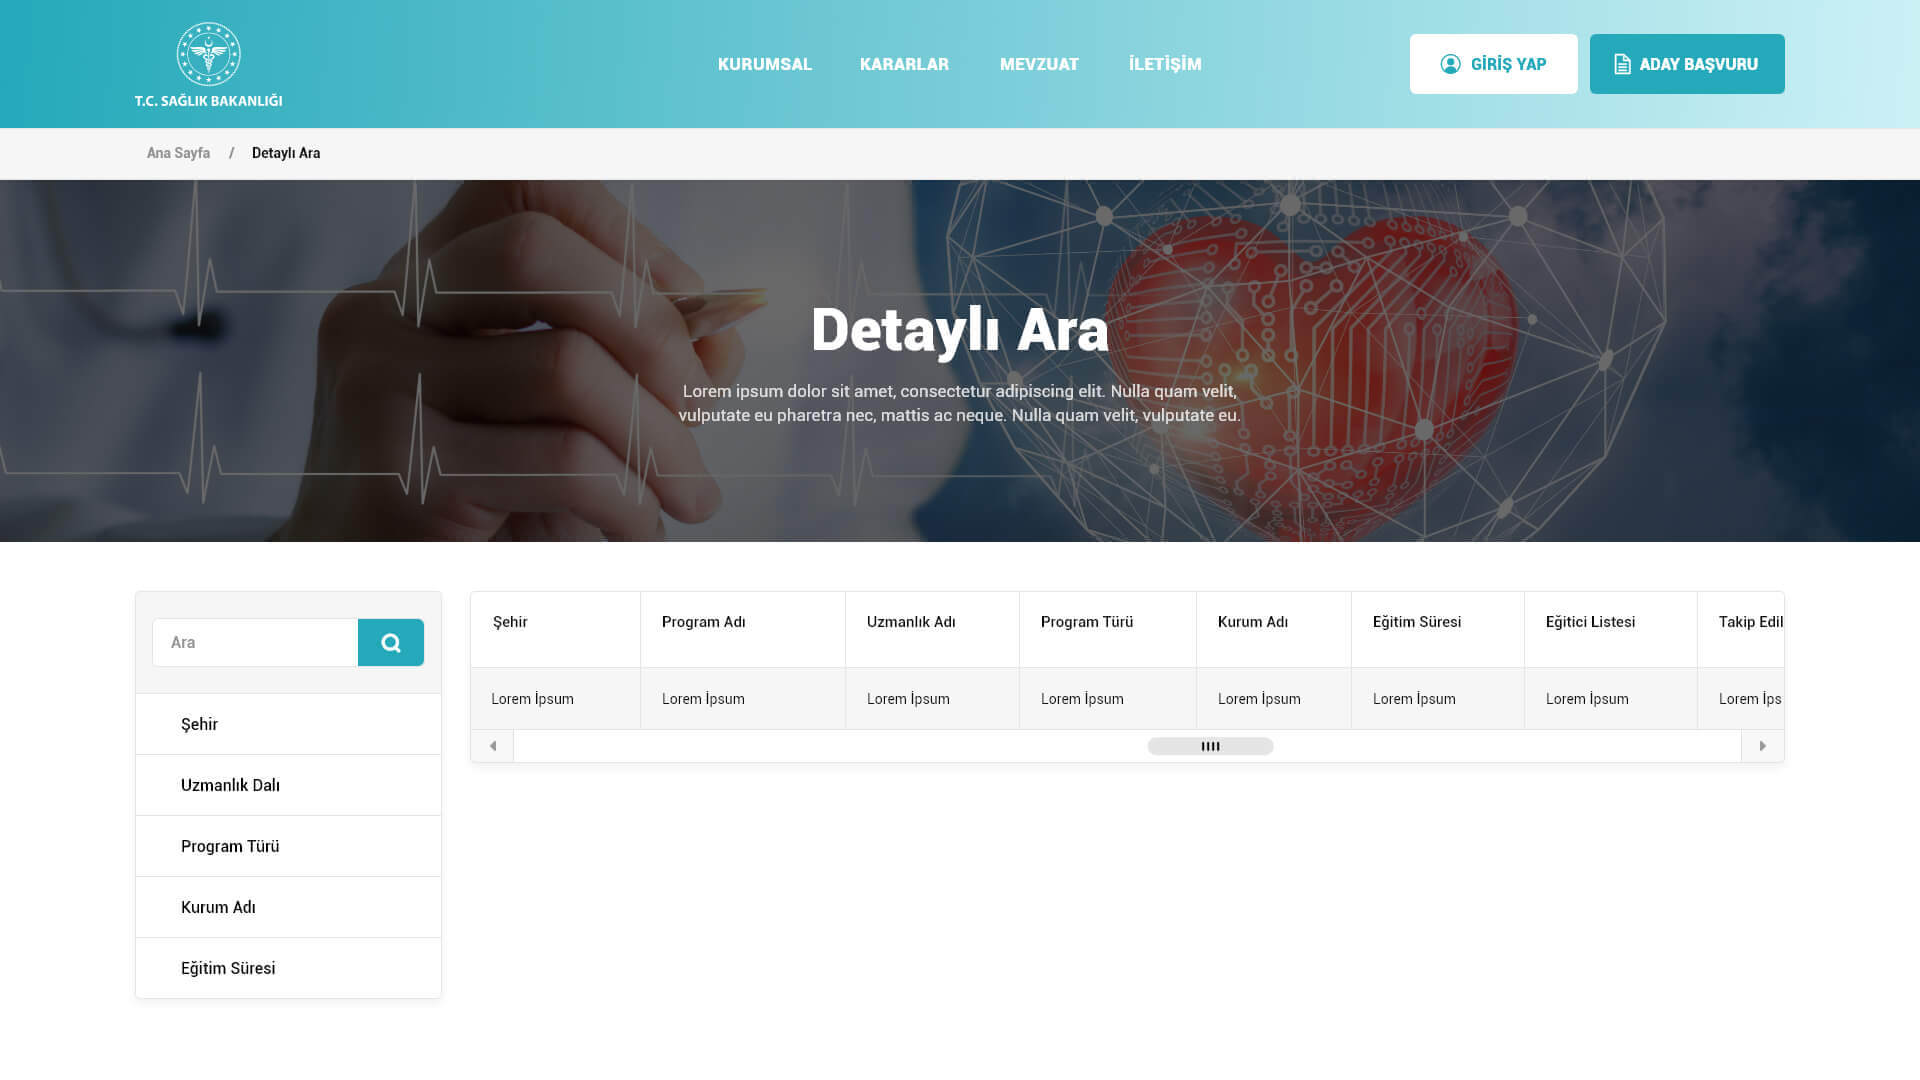 T.C. SAĞLIK BAKANLIĞI
KURUMSAL KARARLAR MEVZUAT İLETİŞİM
GİRİŞ YAP
ADAY BAŞVURU
Ana Sayfa / Detaylı Ara
Detaylı Ara
Lorem ipsum dolor sit amet, consectetur adipiscing elit. Nulla quam velit,
vulputate eu pharetra nec, mattis ac neque. Nulla quam velit, vulputate eu.
Ara
Şehir
Uzmanlık Dalı
Program Türü
Kurum Adı
Eğitim Süresi
Şehir Program Adı Uzmanlık Adı Program Türü Kurum Adı Eğitim Süresi Eğitici Listesi Takip Edil
Lorem İpsum Lorem İpsum Lorem İpsum Lorem İpsum Lorem İpsum Lorem İpsum Lorem İpsum Lorem İps